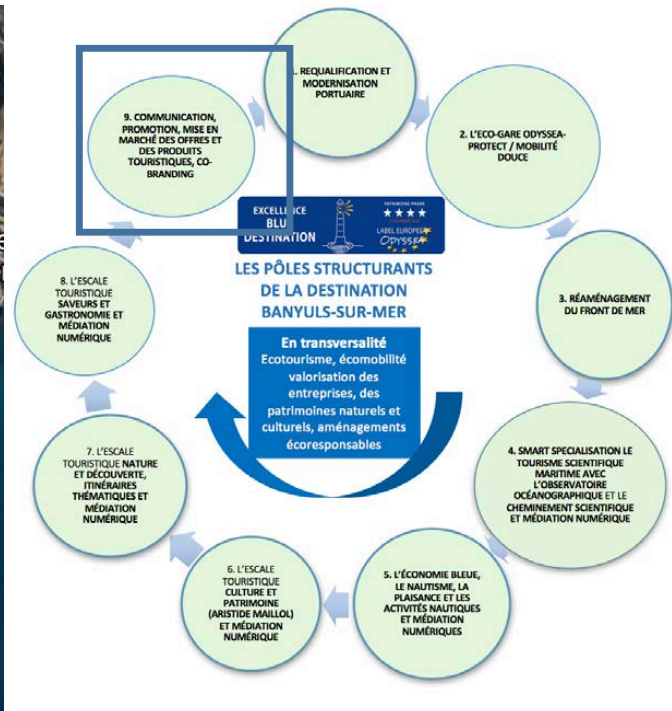 1. REQUALIFICATION ET
MODERNISATION
PORTUAIRE
2. L'ECO-GARE ODYSSEA-
PROTECT / MOBILITÉ
DOUCE
3. RÉAMÉNAGEMENT
DU FRONT DE MER
4. SMART SPECIALISATION LE
TOURISME SCIENTIFIQUE
MARITIME AVEC
L'OBSERVATOIRE
OCÉANOGRAPHIQUE ET LE
CHEMINEMENT SCIENTIFIQUE
ET MÉDIATION NUMÉRIQUE
5. L'ÉCONOMIE BLEUE,
LE NAUTISME, LA
PLAISANCE ET LES
ACTIVITÉS NAUTIQUES
ET MÉDIATION
NUMÉRIQUES
6. L'ESCALE
TOURISTIQUE
CULTURE ET
PATRIMOINE
(ARISTIDE MAILLOL)
ET MÉDIATION
NUMÉRIQUE
7. L'ESCALE
TOURISTIQUE NATURE
ET DÉCOUVERTE,
ITINÉRAIRES
THÉMATIQUES ET
MÉDIATION
NUMÉRIQUE
8. L'ESCALE
TOURISTIQUE
SAVEURS ET
GASTRONOMIE ET
MÉDIATION
NUMÉRIQUE
9. COMMUNICATION,
PROMOTION, MISE EN
MARCHÉ DES OFFRES ET
DES PRODUITS
TOURISTIQUES, CO-
BRANDING
EXCELLENCE
BLUE
DESTINATION
PATRIMOINE PHARE
LABEL EUROPEEN
ODYSSEA
LES PÔLES STRUCTURANTS
DE LA DESTINATION
BANYULS-SUR-MER
En transversalité
Ecotourisme, écomobilité
valorisation des
entreprises, des
patrimoines naturels et
culturels, aménagements
écoresponsables